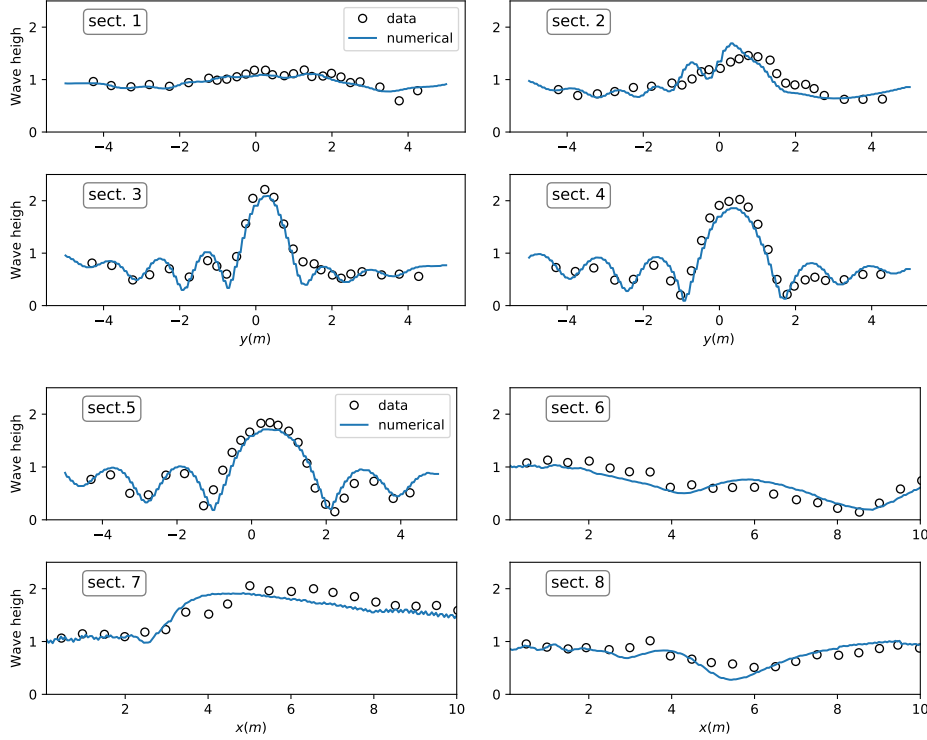 sect. 1
data
numerical
Wave heigh
0 1 2
−4 −2 0 2 4
sect. 2
0 1 2
−4 −2 0 2 4
sect. 3
Wave heigh
0 1 2
−4 −2 0 2 4
y(m)
sect. 4
0 1 2
−4 −2 0 2 4
y(m)
sect.5
data
numerical
Wave heigh
0 1 2
−4 −2 0 2 4
sect. 6
0 1 2
2 4 6 8 10
sect. 7
Wave heigh
0 1 2
2 4 6 8 10
x(m)
sect. 8
0 1 2
2 4 6 8 10
x(m)